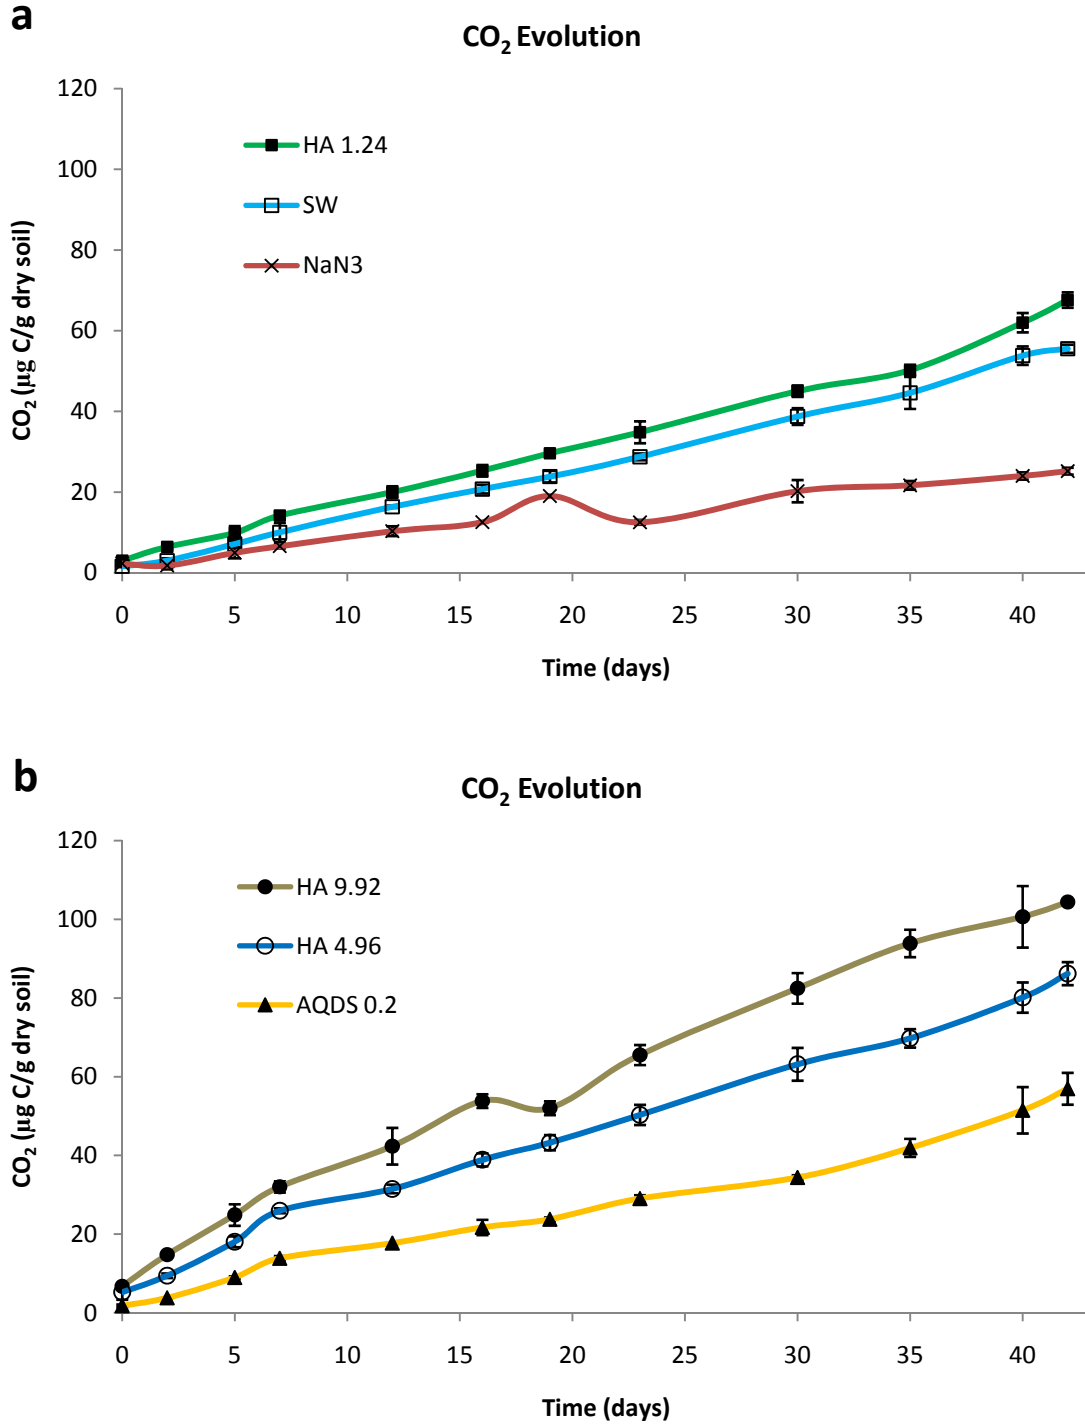 a
CO₂ Evolution
120
100
80
60
40
20
0
CO₂ (µg C/g dry soil)
HA 1.24
SW
NaN3
0 5 10 15 20 25 30 35 40
Time (days)
b
CO₂ Evolution
120
100
80
60
40
20
0
CO₂ (µg C/g dry soil)
HA 9.92
HA 4.96
AQDS 0.2
0 5 10 15 20 25 30 35 40
Time (days)